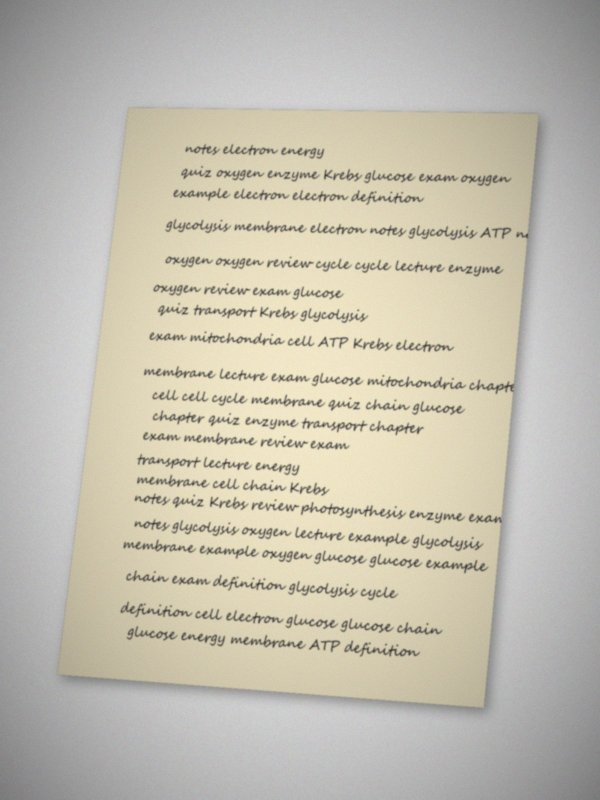 notes electron energy
quiz oxygen enzyme Krebs glucose exam oxygen
example electron electron definition
glycolysis membrane electron notes glycolysis ATP
oxygen oxygen review cycle cycle lecture enzyme
oxygen review exam glucose
quiz transport Krebs glycolysis
exam mitochondria cell ATP Krebs electron
membrane lecture exam glucose mitochondria
cell cell cycle membrane quiz chain glucose
chapter quiz enzyme transport chapter
exam membrane review exam
transport lecture energy
membrane cell chain Krebs
notes quiz Krebs review photosynthesis enzyme
notes glycolysis oxygen lecture example glycolysis
membrane example oxygen glucose glucose example
chain exam definition glycolysis cycle
definition cell electron glucose glucose chain
glucose energy membrane ATP definition